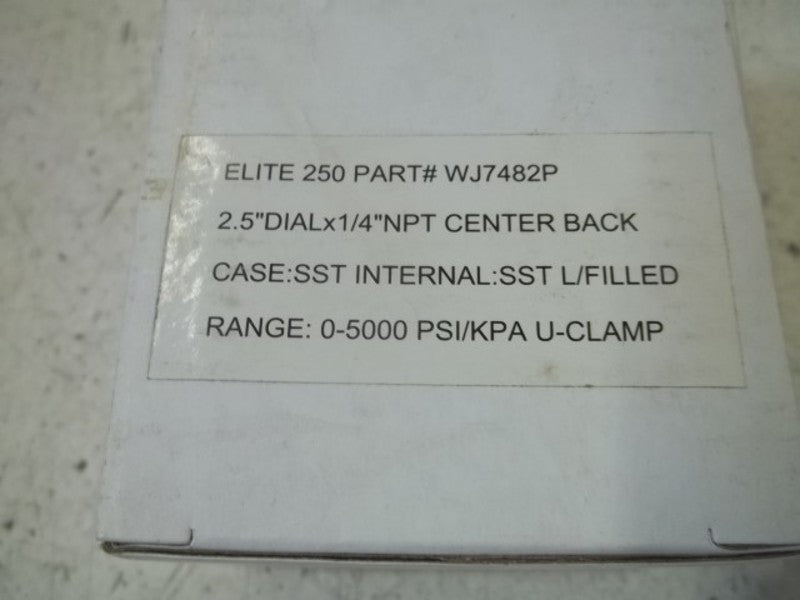 ELITE 250 PART# WJ7482P
2.5"DIALx1/4"NPT CENTER BACK
CASE:SST INTERNAL:SST L/FILLED
RANGE: 0-5000 PSI/KPA U-CLAMP